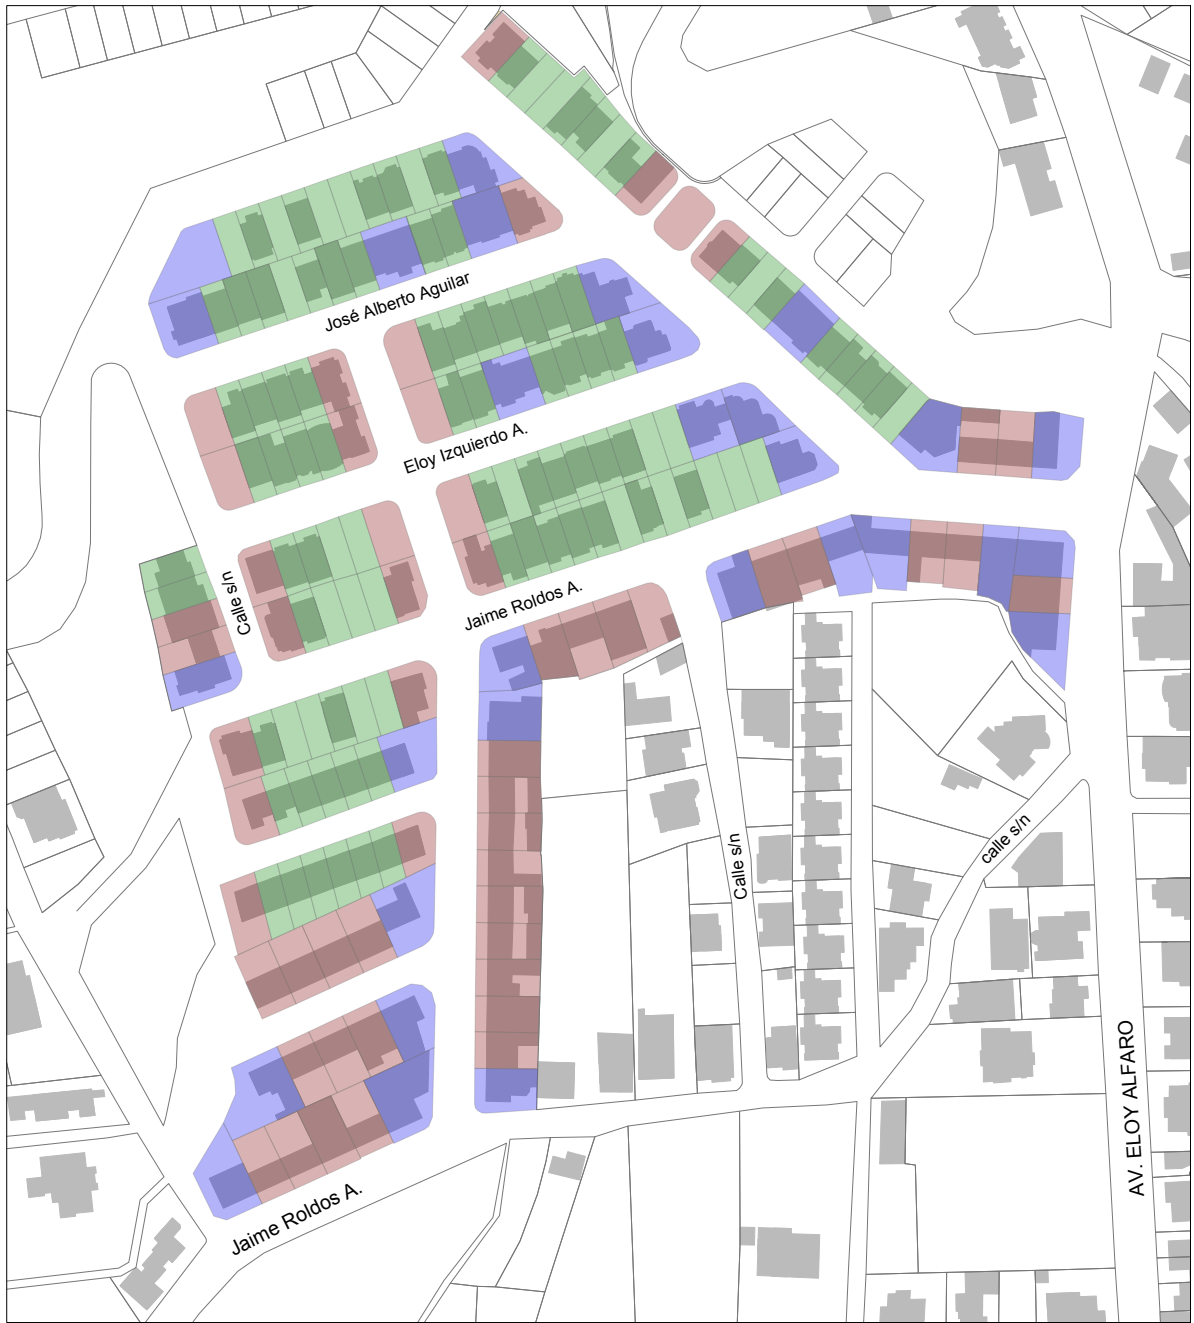 José Alberto Aguilar
Eloy Izquierdo A.
Calle s/n
Jaime Roldos A.
calle s/n
Calle s/n
AV. ELOY ALFARO
Jaime Roldos A.